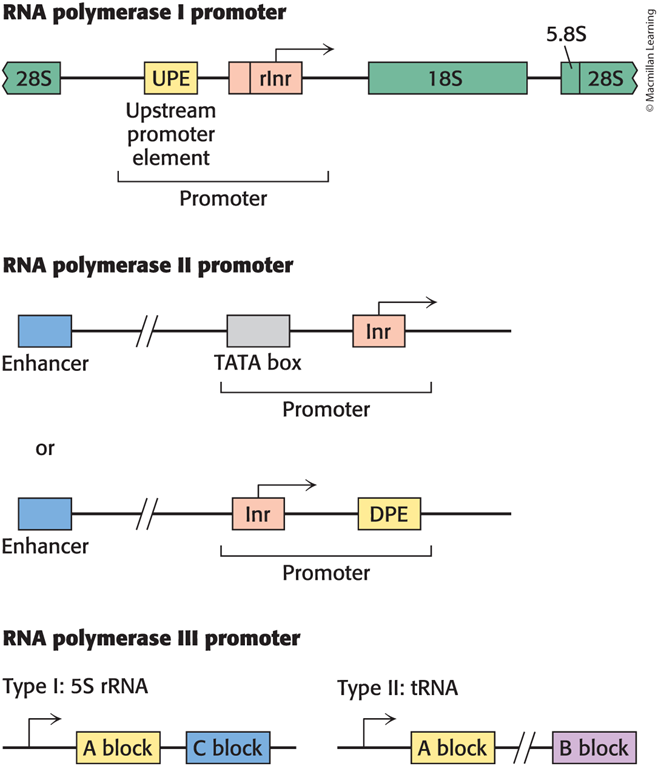 RNA polymerase I promoter
© Macmillan Learning
5.8S
28S
UPE
rInr
18S
28S
Upstream
promoter
element
Promoter
RNA polymerase II promoter
Inr
Enhancer
TATA box
Promoter
or
Inr
DPE
Enhancer
Promoter
RNA polymerase III promoter
Type I: 5S rRNA
Type II: tRNA
A block
C block
A block
B block